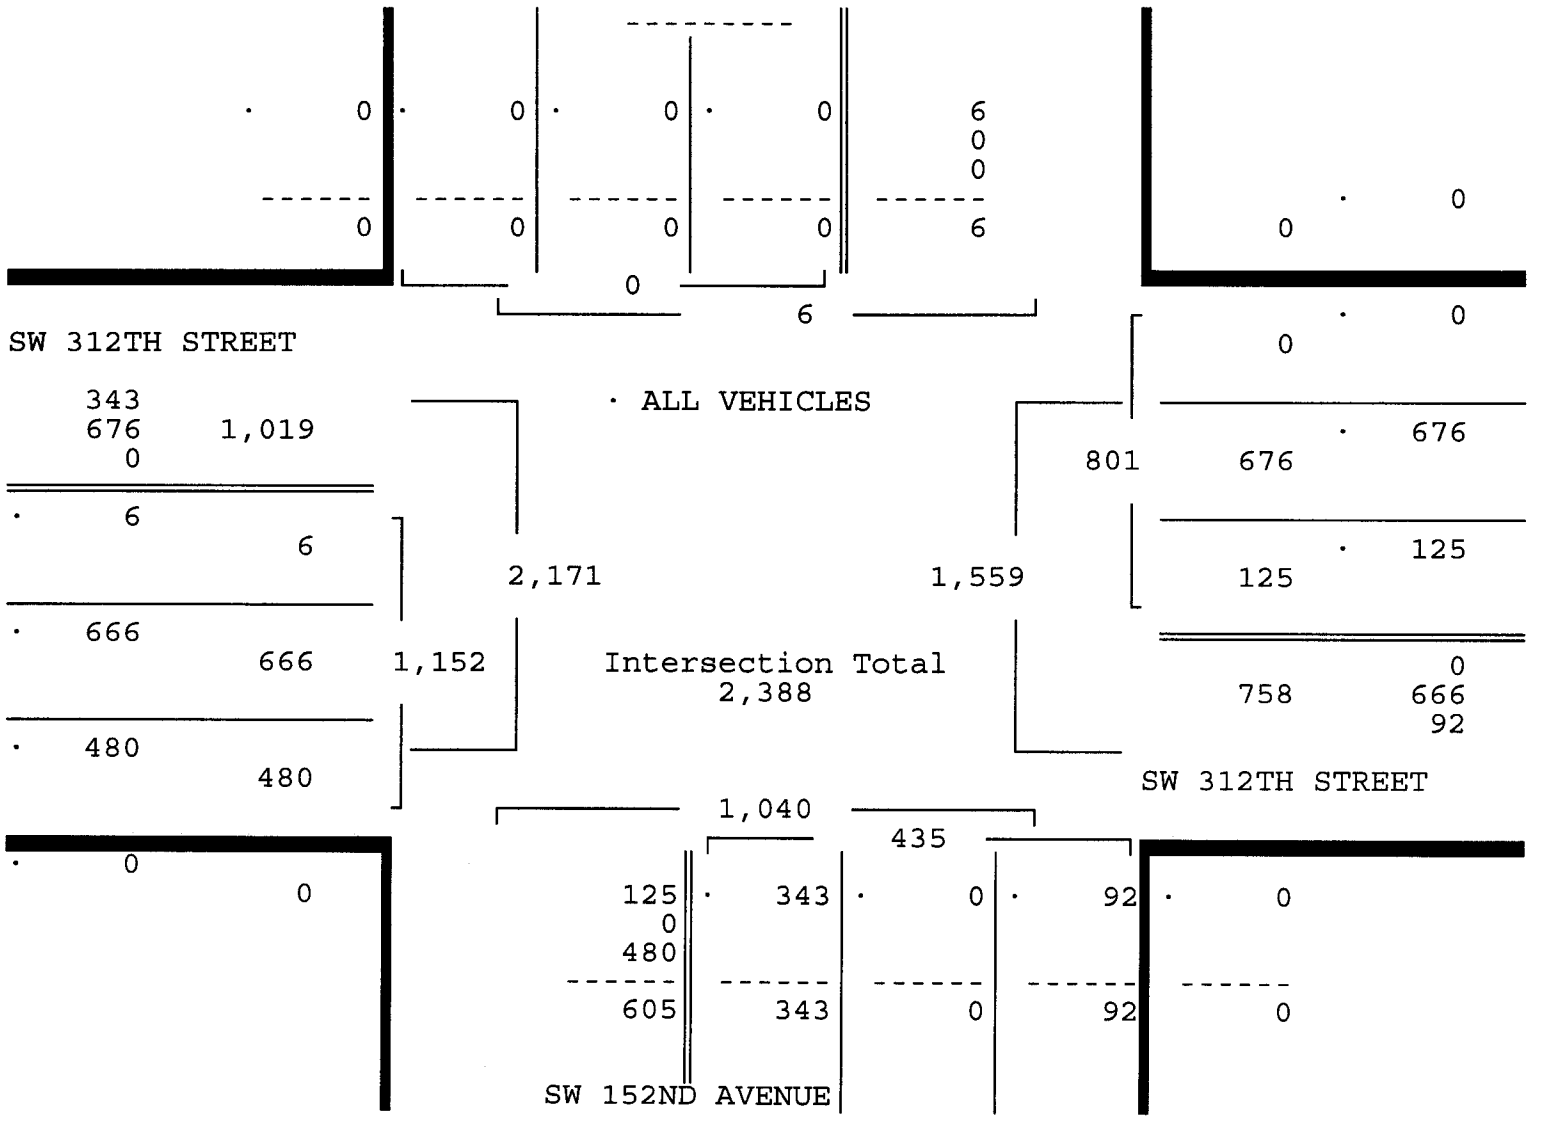 0 0 0 0 6
0
0
0
0 0 0 0 6 0
0
6 0
SW 312TH STREET 0
343 ALL VEHICLES
676 1,019 676
0 801 676
6
6 125
2,171 1,559 125
666
666 1,152 Intersection Total 0
2,388 758 666
92
480
480 SW 312TH STREET
1,040
435
0
0 125 343 0 92 0
0
480
605 343 0 92 0
SW 152ND AVENUE